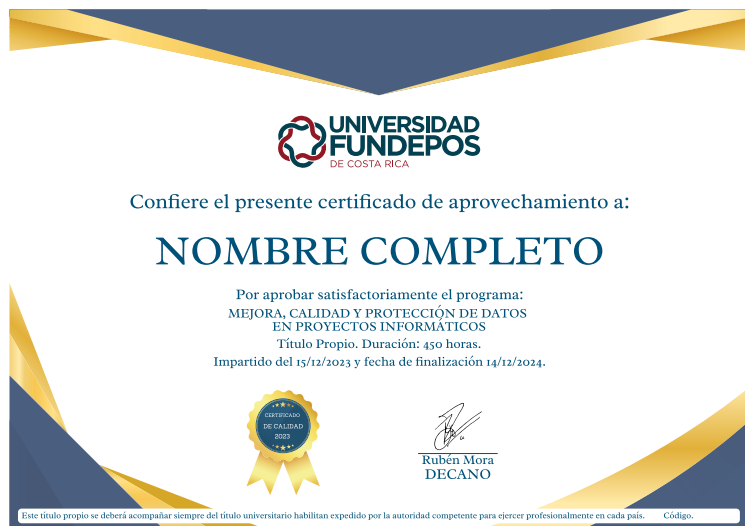 UNIVERSIDAD
FUNDEPOS
DE COSTA RICA
Confiere el presente certificado de aprovechamiento a:
NOMBRE COMPLETO
Por aprobar satisfactoriamente el programa:
MEJORA, CALIDAD Y PROTECCIÓN DE DATOS
EN PROYECTOS INFORMÁTICOS
Título Propio. Duración: 450 horas.
Impartido del 15/12/2023 y fecha de finalización 14/12/2024.
CERTIFICADO
DE CALIDAD
2023
Rubén Mora
DECANO
Este título propio se deberá acompañar siempre del título universitario habilitan expedido por la autoridad competente para ejercer profesionalmente en cada país. Código.